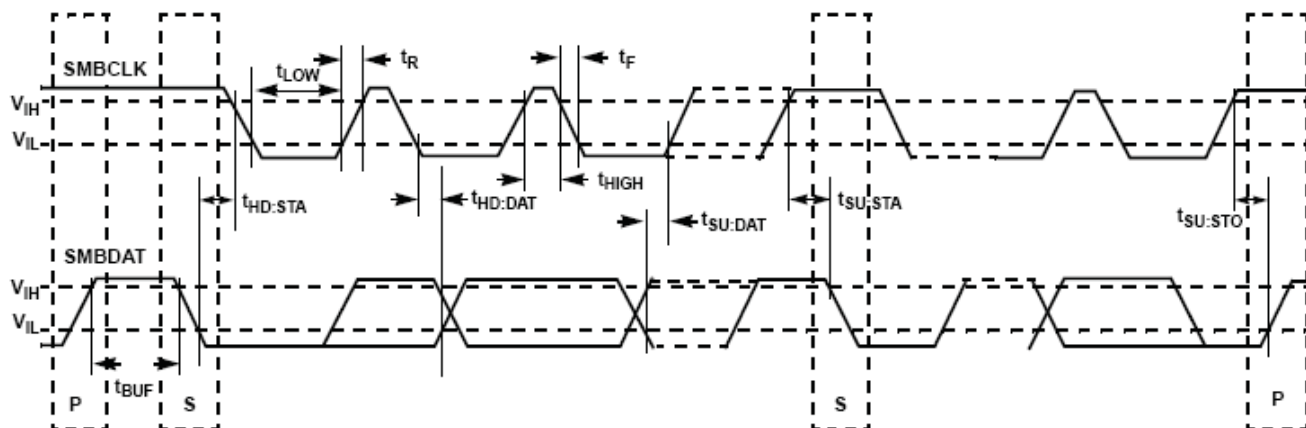 SMBCLK
tLOW
tR
tF
VIH
VIL
tHD:STA
tHD:DAT
tHIGH
tSU:DAT
tSU:STA
tSU:STO
SMBDAT
VIH
VIL
tBUF
P
S
S
P